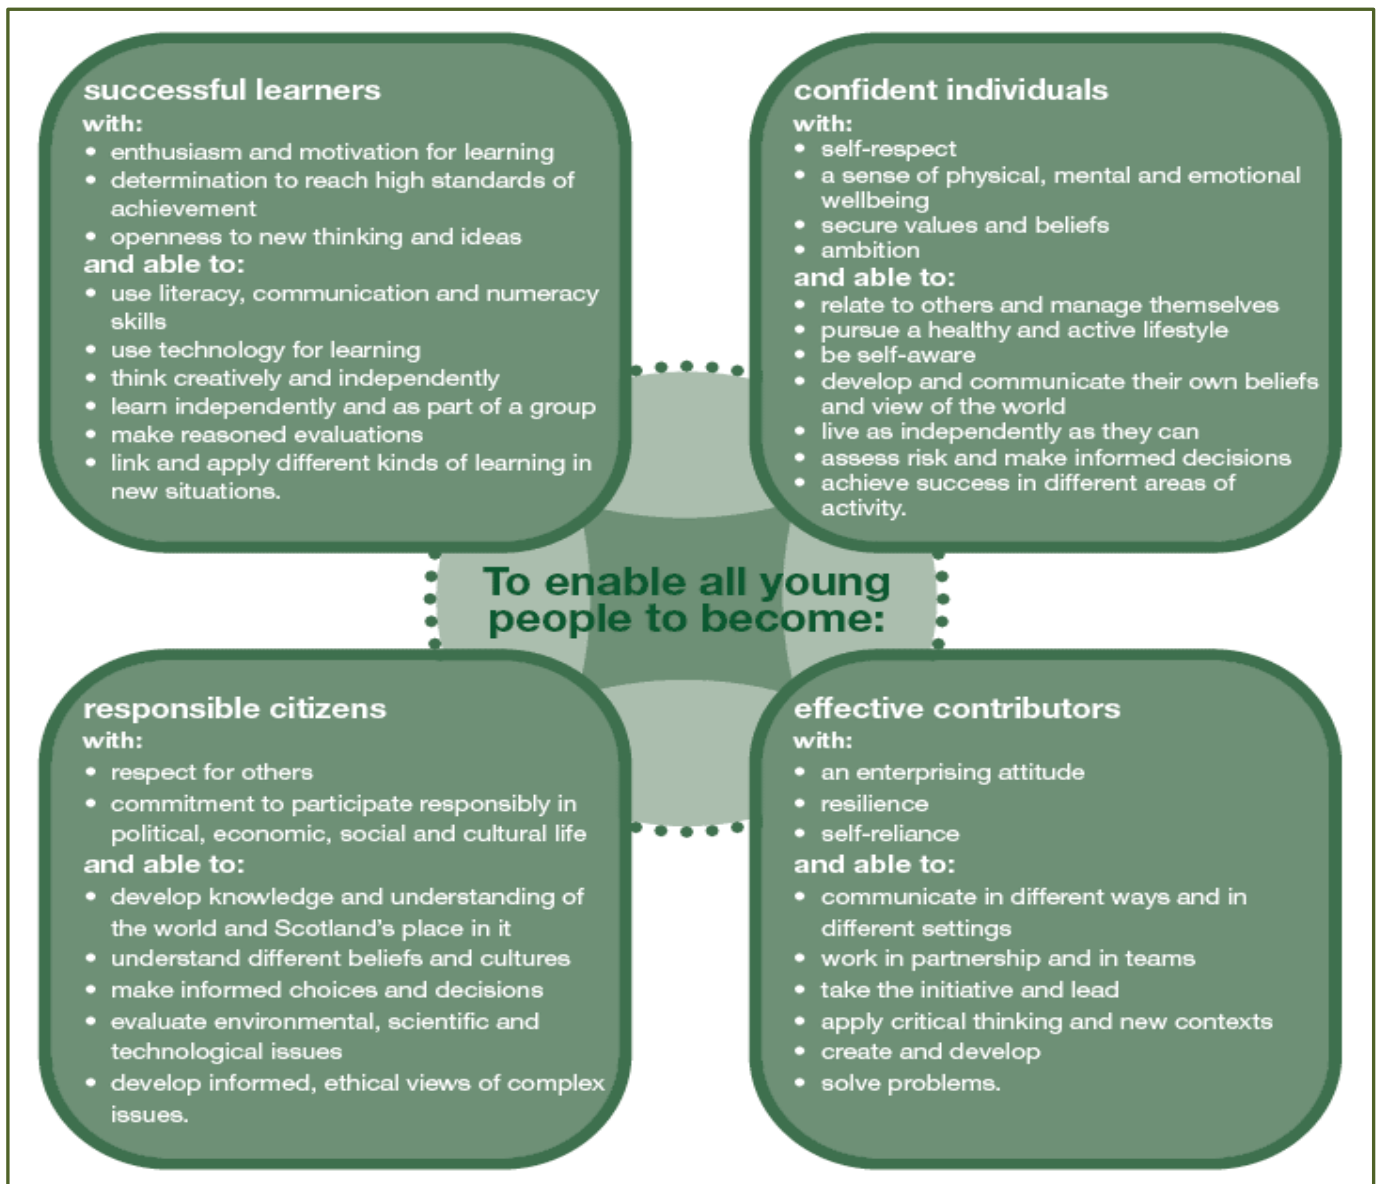 successful learners
with:
• enthusiasm and motivation for learning
• determination to reach high standards of
achievement
• openness to new thinking and ideas
and able to:
• use literacy, communication and numeracy
skills
• use technology for learning
• think creatively and independently
• learn independently and as part of a group
• make reasoned evaluations
• link and apply different kinds of learning in
new situations.
confident individuals
with:
• self-respect
• a sense of physical, mental and emotional
wellbeing
• secure values and beliefs
• ambition
and able to:
• relate to others and manage themselves
• pursue a healthy and active lifestyle
• be self-aware
• develop and communicate their own beliefs
and view of the world
• live as independently as they can
• assess risk and make informed decisions
• achieve success in different areas of
activity.
To enable all young
people to become:
responsible citizens
with:
• respect for others
• commitment to participate responsibly in
political, economic, social and cultural life
and able to:
• develop knowledge and understanding of
the world and Scotland's place in it
• understand different beliefs and cultures
• make informed choices and decisions
• evaluate environmental, scientific and
technological issues
• develop informed, ethical views of complex
issues.
effective contributors
with:
• an enterprising attitude
• resilience
• self-reliance
and able to:
• communicate in different ways and in
different settings
• work in partnership and in teams
• take the initiative and lead
• apply critical thinking and new contexts
• create and develop
• solve problems.